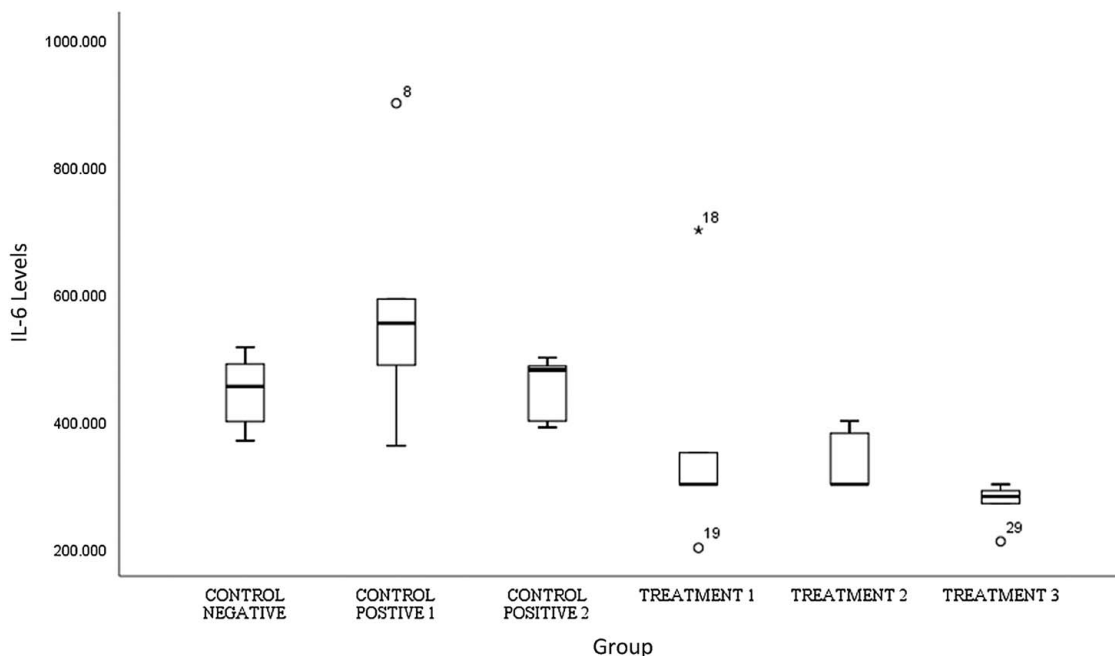 1000.000
8
800.000
18
600.000
IL-6 Levels
400.000
19
29
200.000
CONTROL NEGATIVE
CONTROL POSTIVE 1
CONTROL POSITIVE 2
TREATMENT 1
TREATMENT 2
TREATMENT 3
Group